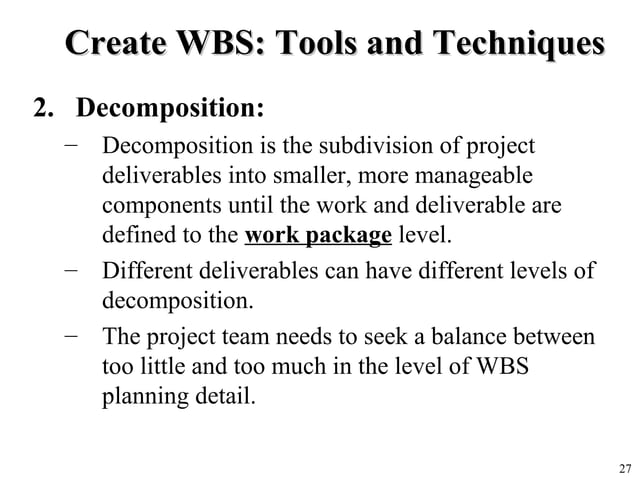 Create WBS: Tools and Techniques
2. Decomposition:
– Decomposition is the subdivision of project
deliverables into smaller, more manageable
components until the work and deliverable are
defined to the work package level.
– Different deliverables can have different levels of
decomposition.
– The project team needs to seek a balance between
too little and too much in the level of WBS
planning detail.
27